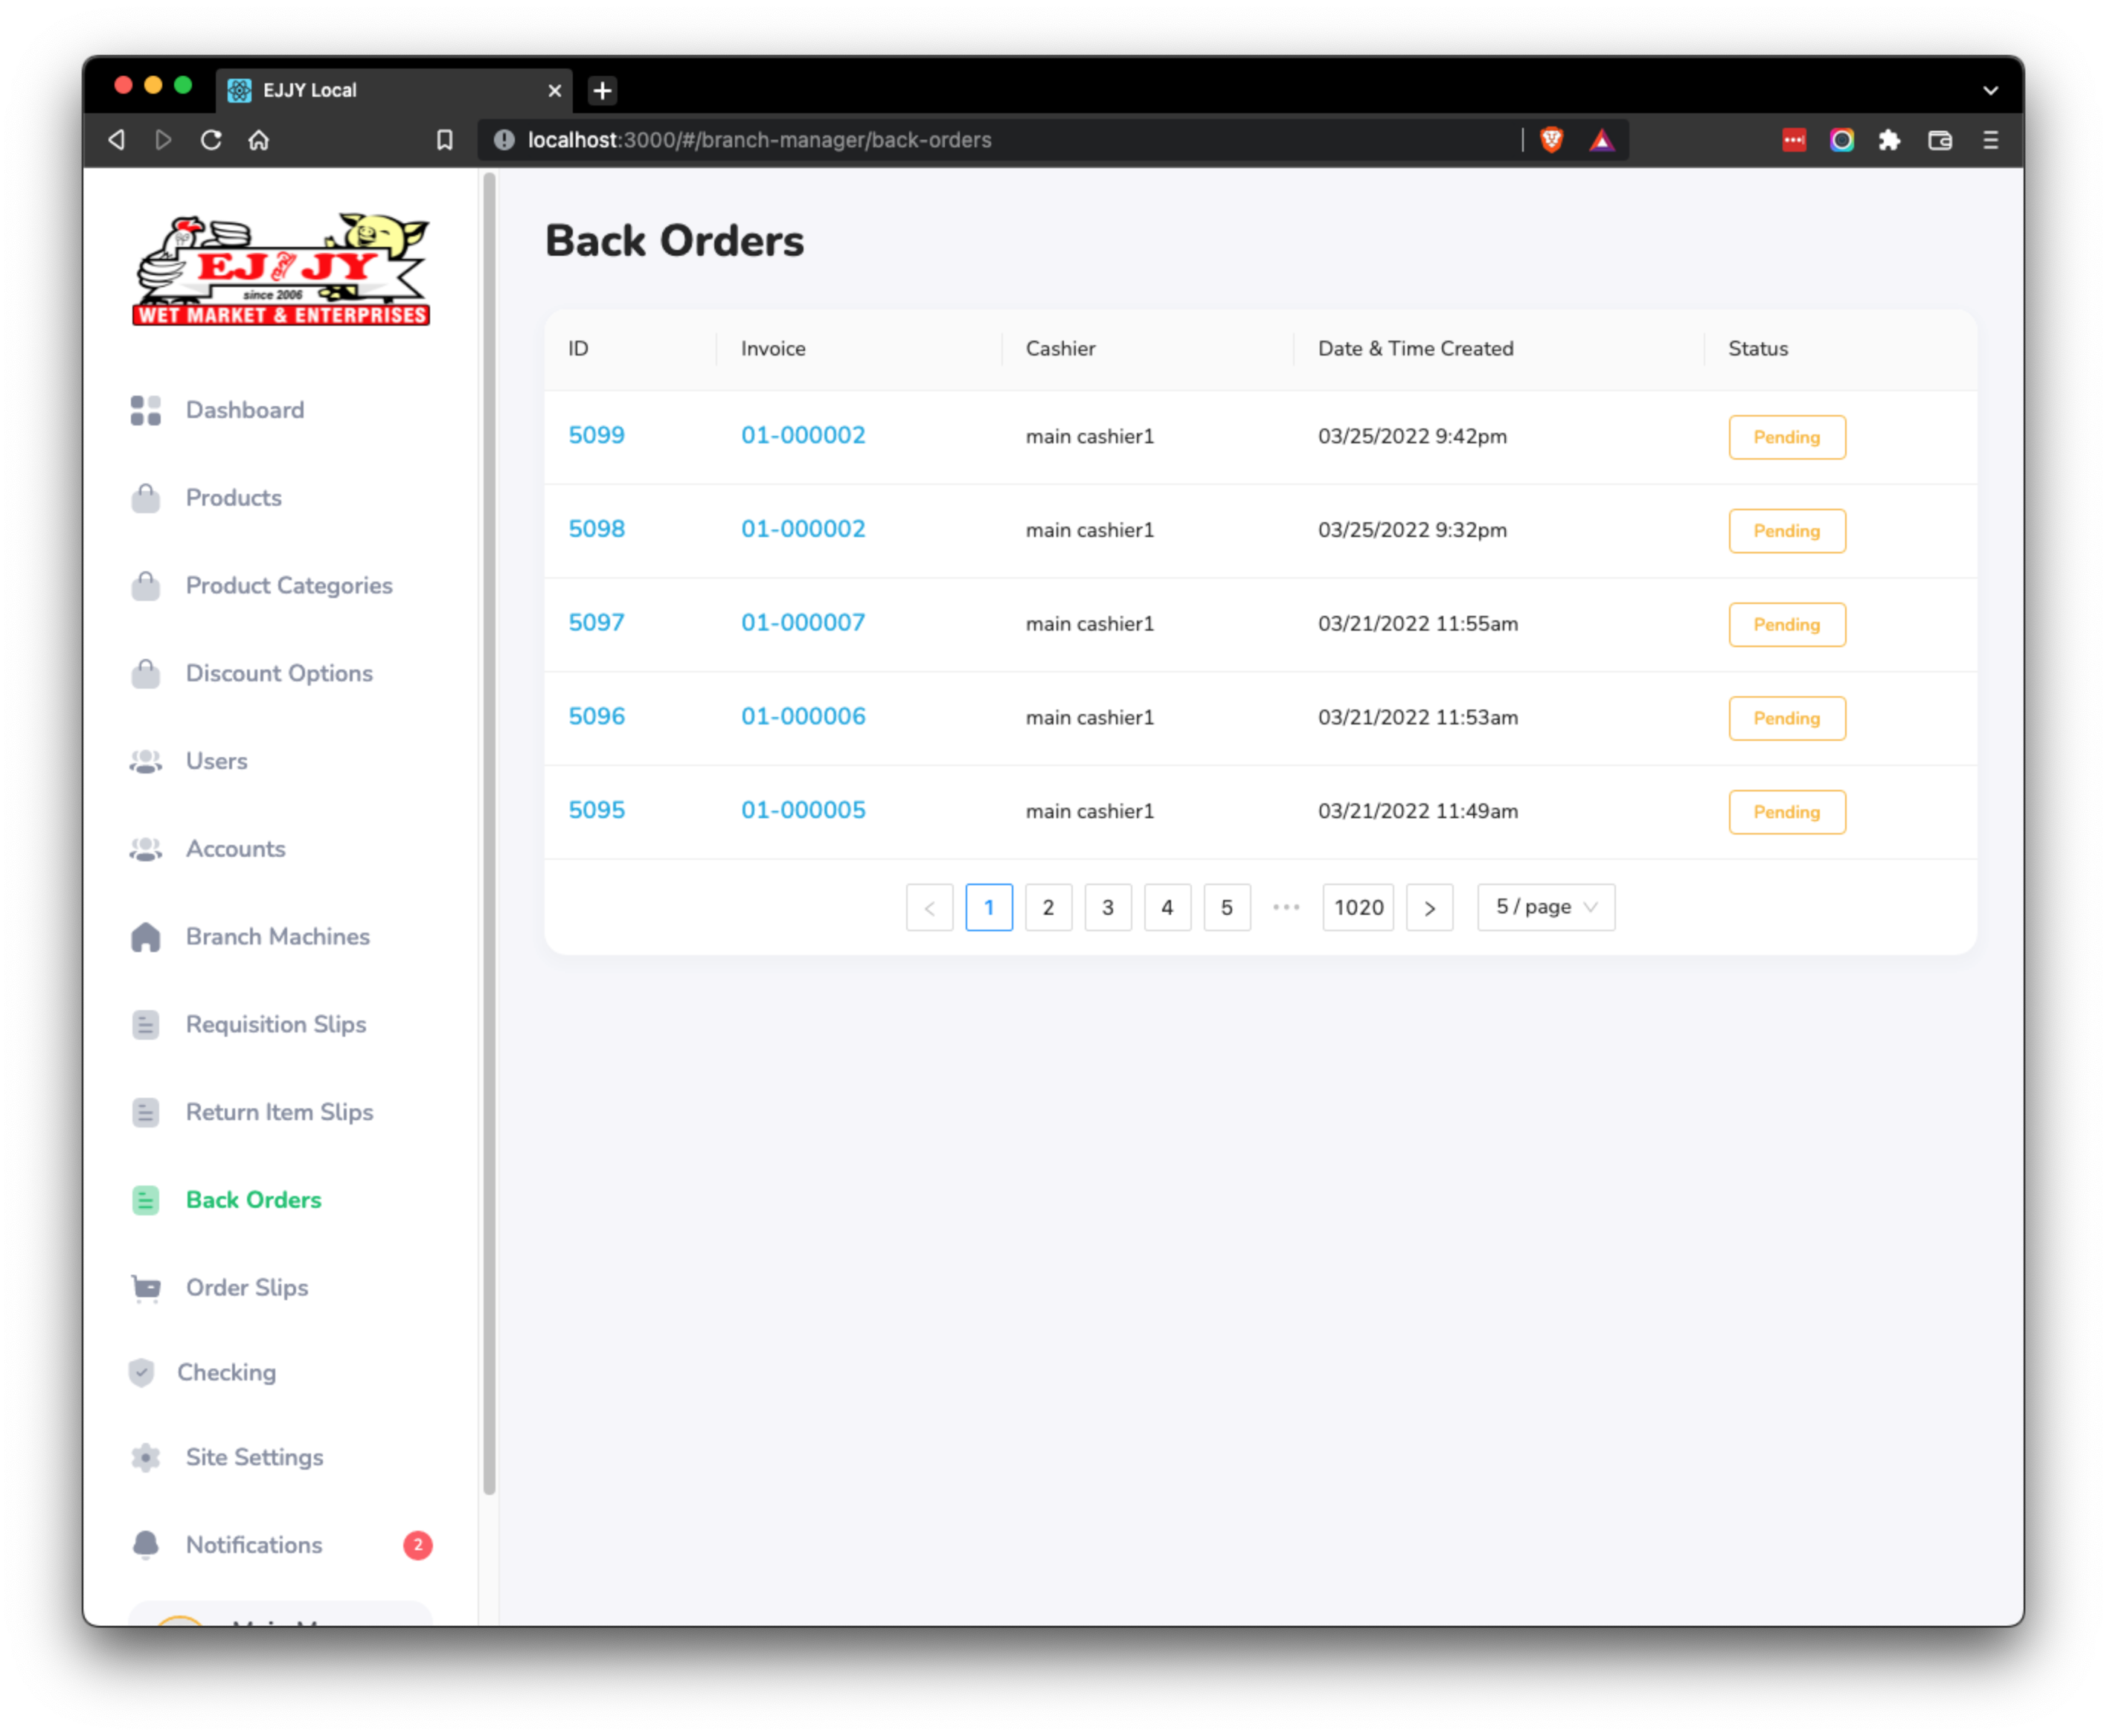 EJJY Local
localhost:3000/#/branch-manager/back-orders
EJ JY
since 2006
WET MARKET & ENTERPRISES
Dashboard
Products
Product Categories
Discount Options
Users
Accounts
Branch Machines
Requisition Slips
Return Item Slips
Back Orders
Order Slips
Checking
Site Settings
Notifications 2
Back Orders
ID Invoice Cashier Date & Time Created Status
5099 01-000002 main cashier1 03/25/2022 9:42pm Pending
5098 01-000002 main cashier1 03/25/2022 9:32pm Pending
5097 01-000007 main cashier1 03/21/2022 11:55am Pending
5096 01-000006 main cashier1 03/21/2022 11:53am Pending
5095 01-000005 main cashier1 03/21/2022 11:49am Pending
< 1 2 3 4 5 ••• 1020 > 5 / page